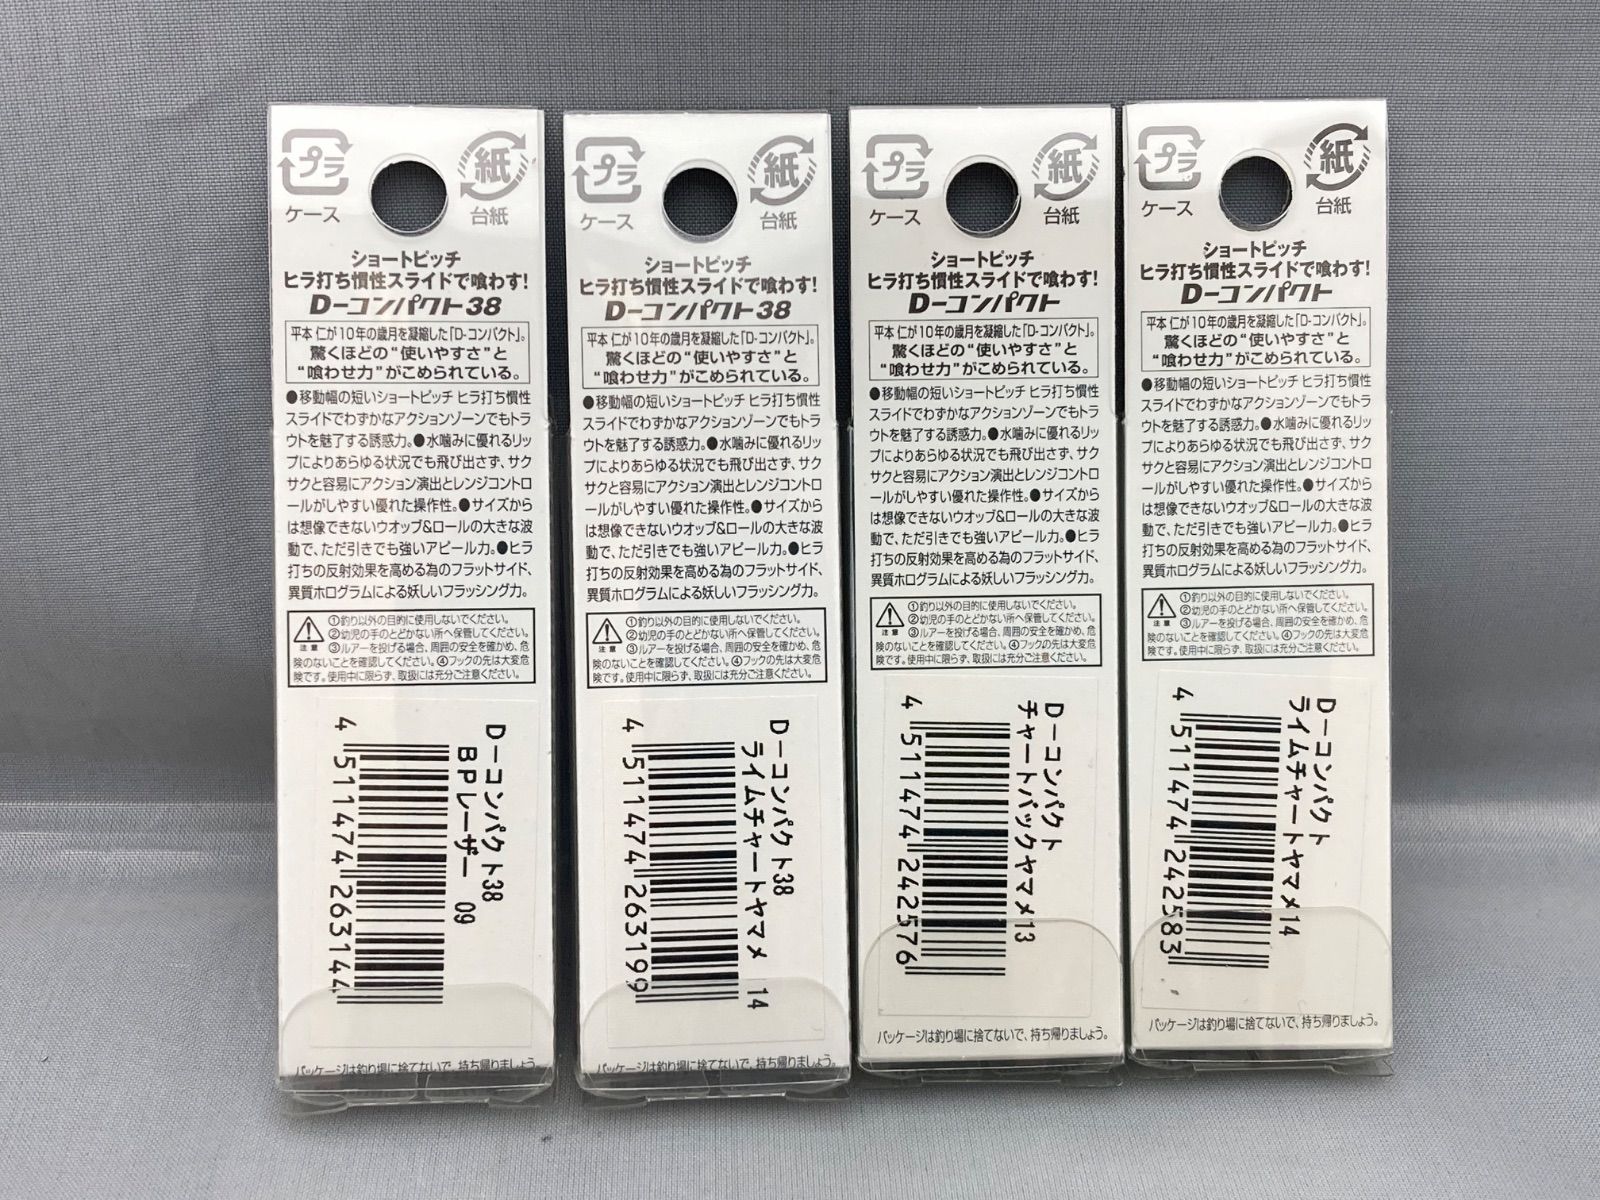 プラ
紙
ケース
台紙
ショートピッチ
ヒラ打ち慣性スライドで喰わす!
D-コンパクト38
平本 仁が10年の歳月を凝縮した「D-コンパクト」。
驚くほどの“使いやすさ”と
“喰わせ力”がこめられている。
●移動幅の短いショートピッチ ヒラ打ち慣性
スライドでわずかなアクションゾーンでもトラ
ウトを魅了する誘惑力。●水噛みに優れるリッ
プによりあらゆる状況でも飛び出さず、サク
サクと容易にアクション演出とレンジコントロ
ールがしやすい優れた操作性。●サイズから
は想像できないウオッブ&ロールの大きな波
動で、ただ引きでも強いアピール力。●ヒラ
打ちの反射効果を高める為のフラットサイド、
異質ホログラムによる妖しいフラッシング力。
注意
①釣り以外の目的に使用しないでください。
②幼児の手のとどかない所へ保管してください。
③ルアーを投げる場合、周囲の安全を確かめ、危
険のないことを確認してください。④フックの先は大変危
険です。使用中に限らず、取扱には充分ご注意ください。
D-コンパクト38
BPレーザー 09
4511474263144
パッケージは釣り場に捨てないで、持ち帰りましょう。
プラ
紙
ケース
台紙
ショートピッチ
ヒラ打ち慣性スライドで喰わす!
D-コンパクト38
平本 仁が10年の歳月を凝縮した「D-コンパクト」。
驚くほどの“使いやすさ”と
“喰わせ力”がこめられている。
●移動幅の短いショートピッチ ヒラ打ち慣性
スライドでわずかなアクションゾーンでもトラ
ウトを魅了する誘惑力。●水噛みに優れるリッ
プによりあらゆる状況でも飛び出さず、サク
サクと容易にアクション演出とレンジコントロ
ールがしやすい優れた操作性。●サイズから
は想像できないウオッブ&ロールの大きな波
動で、ただ引きでも強いアピール力。●ヒラ
打ちの反射効果を高める為のフラットサイド、
異質ホログラムによる妖しいフラッシング力。
注意
①釣り以外の目的に使用しないでください。
②幼児の手のとどかない所へ保管してください。
③ルアーを投げる場合、周囲の安全を確かめ、危
険のないことを確認してください。④フックの先は大変危
険です。使用中に限らず、取扱には充分ご注意ください。
D-コンパクト38
ライムチャートヤマメ 14
4511474263199
パッケージは釣り場に捨てないで、持ち帰りましょう。
プラ
紙
ケース
台紙
ショートピッチ
ヒラ打ち慣性スライドで喰わす!
D-コンパクト
平本 仁が10年の歳月を凝縮した「D-コンパクト」。
驚くほどの“使いやすさ”と
“喰わせ力”がこめられている。
●移動幅の短いショートピッチ ヒラ打ち慣性
スライドでわずかなアクションゾーンでもトラ
ウトを魅了する誘惑力。●水噛みに優れるリッ
プによりあらゆる状況でも飛び出さず、サク
サクと容易にアクション演出とレンジコントロ
ールがしやすい優れた操作性。●サイズから
は想像できないウオッブ&ロールの大きな波
動で、ただ引きでも強いアピール力。●ヒラ
打ちの反射効果を高める為のフラットサイド、
異質ホログラムによる妖しいフラッシング力。
注意
①釣り以外の目的に使用しないでください。
②幼児の手のとどかない所へ保管してください。
③ルアーを投げる場合、周囲の安全を確かめ、危
険のないことを確認してください。④フックの先は大変危
険です。使用中に限らず、取扱には充分ご注意ください。
D-コンパクト
チャートバックヤマメ13
4511474242576
パッケージは釣り場に捨てないで、持ち帰りましょう。
プラ
紙
ケース
台紙
ショートピッチ
ヒラ打ち慣性スライドで喰わす!
D-コンパクト
平本 仁が10年の歳月を凝縮した「D-コンパクト」。
驚くほどの“使いやすさ”と
“喰わせ力”がこめられている。
●移動幅の短いショートピッチ ヒラ打ち慣性
スライドでわずかなアクションゾーンでもトラ
ウトを魅了する誘惑力。●水噛みに優れるリッ
プによりあらゆる状況でも飛び出さず、サク
サクと容易にアクション演出とレンジコントロ
ールがしやすい優れた操作性。●サイズから
は想像できないウオッブ&ロールの大きな波
動で、ただ引きでも強いアピール力。●ヒラ
打ちの反射効果を高める為のフラットサイド、
異質ホログラムによる妖しいフラッシング力。
注意
①釣り以外の目的に使用しないでください。
②幼児の手のとどかない所へ保管してください。
③ルアーを投げる場合、周囲の安全を確かめ、危
険のないことを確認してください。④フックの先は大変危
険です。使用中に限らず、取扱には充分ご注意ください。
D-コンパクト
ライムチャートヤマメ14
4511474242583
パッケージは釣り場に捨てないで、持ち帰りましょう。